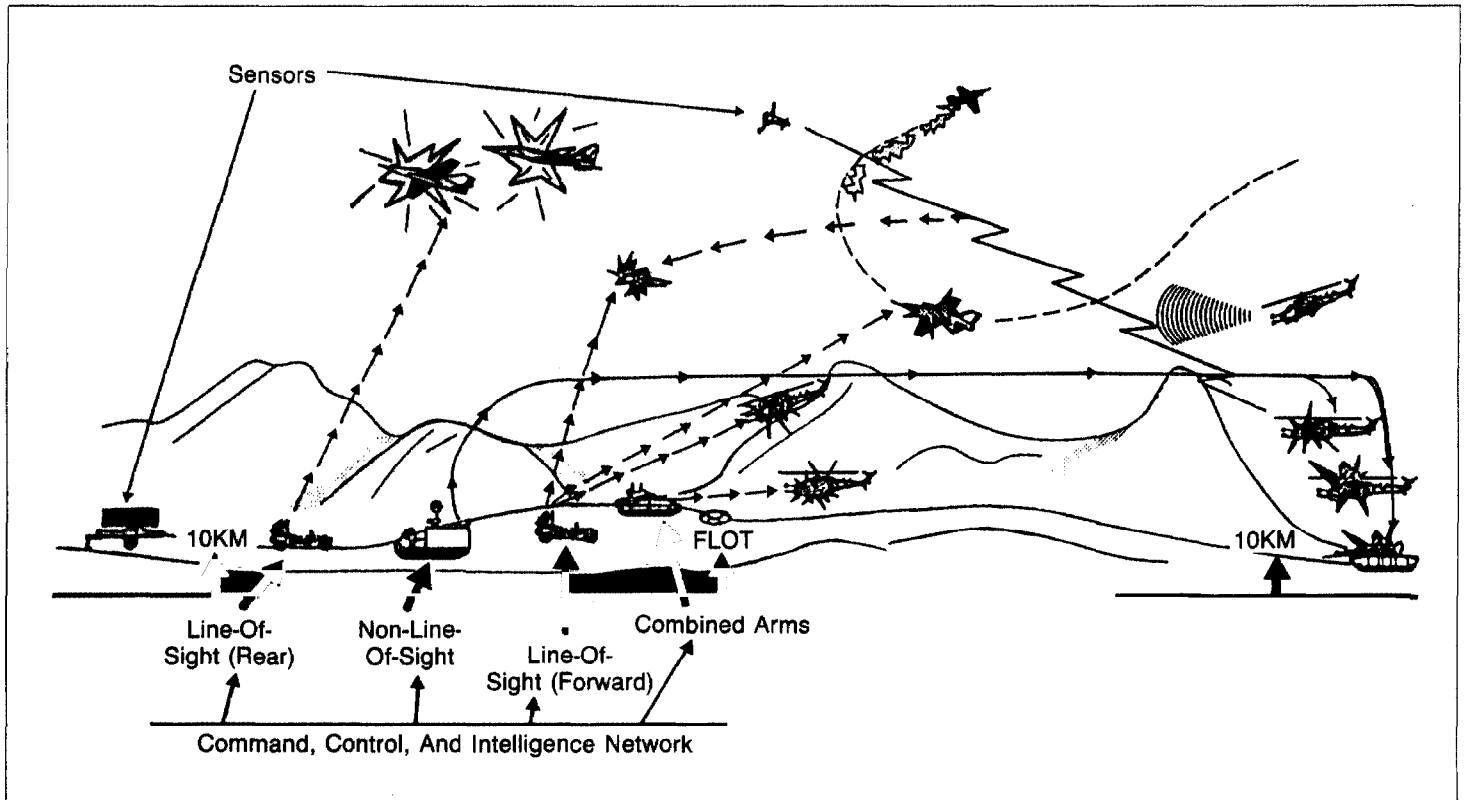 Sensors
10KM
FLOT
10KM
Line-Of-
Sight (Rear)
Non-Line-
Of-Sight
Line-Of-
Sight (Forward)
Combined Arms
Command, Control, And Intelligence Network